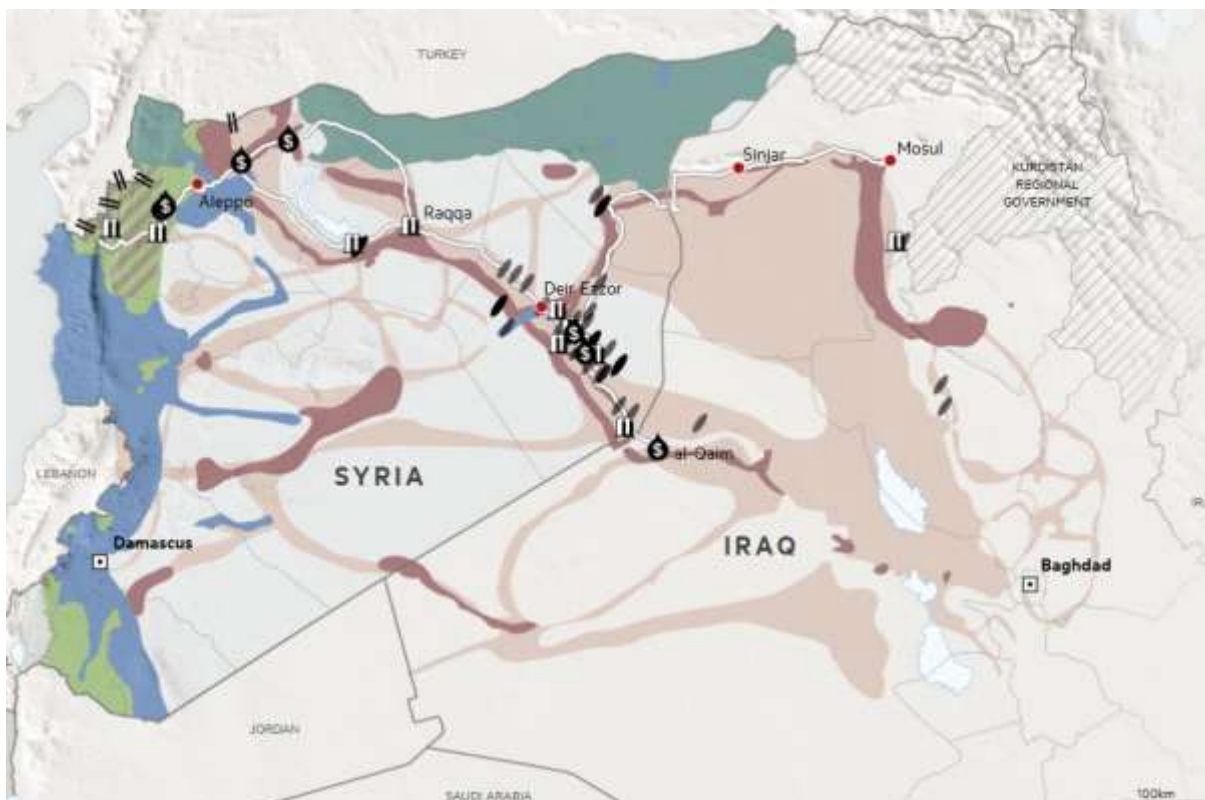 TURKEY
Sinjar
Mosul
KURDISTAN
REGIONAL
GOVERNMENT
Aleppo
Raqqa
Deir Ezzor
LEBANON
SYRIA
al-Qaim
Damascus
IRAQ
Baghdad
JORDAN
SAUDI ARABIA
100km
$
$
$
$
$
$